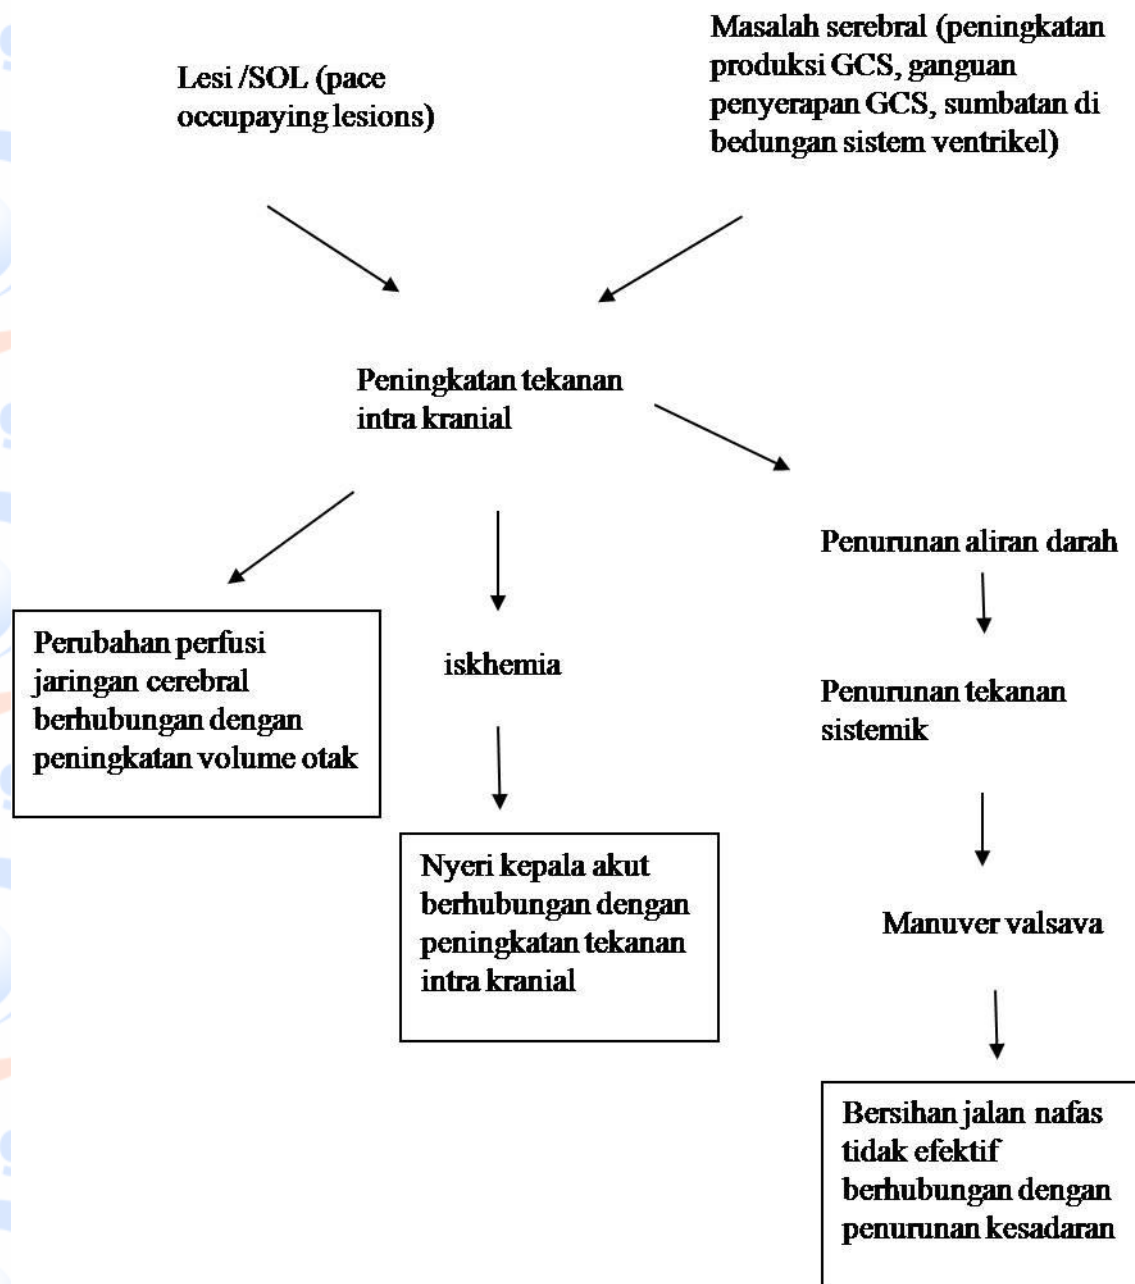 Lesi /SOL (pace
occupaying lesions)
Masalah serebral (peningkatan
produksi GCS, ganguan
penyerapan GCS, sumbatan di
bedungan sistem ventrikel)
Peningkatan tekanan
intra kranial
Perubahan perfusi
jaringan cerebral
berhubungan dengan
peningkatan volume otak
iskhemia
Nyeri kepala akut
berhubungan dengan
peningkatan tekanan
intra kranial
Penurunan aliran darah
Penurunan tekanan
sistemik
Manuver valsava
Bersihan jalan nafas
tidak efektif
berhubungan dengan
penurunan kesadaran